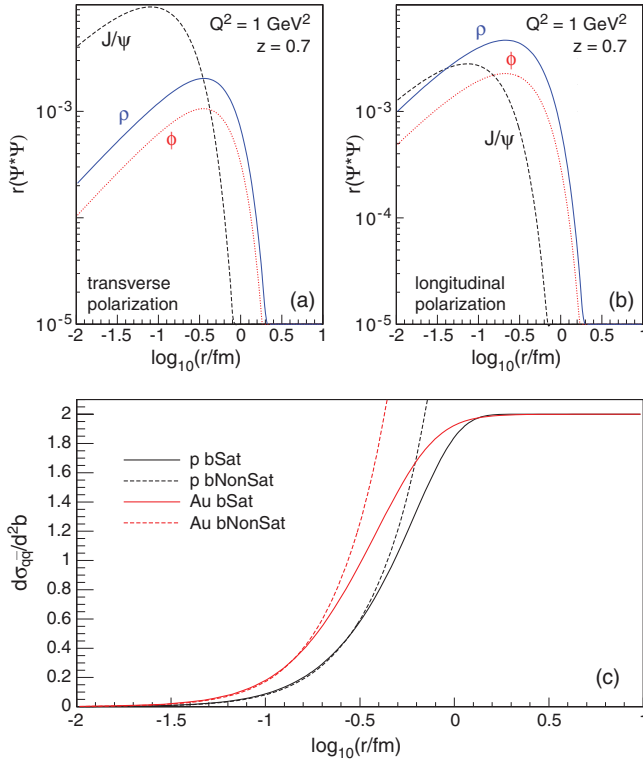 Q² = 1 GeV²
z = 0.7
J/ψ
ρ
ϕ
r(Ψ*Ψ)
10⁻³
10⁻⁵
transverse
polarization
(a)
-2 -1.5 -1 -0.5 0 0.5 1
log₁₀(r/fm)
Q² = 1 GeV²
z = 0.7
ρ
ϕ
J/ψ
r(Ψ*Ψ)
10⁻³
10⁻⁴
10⁻⁵
longitudinal
polarization
(b)
-2 -1.5 -1 -0.5 0 0.5 1
log₁₀(r/fm)
2
1.8
1.6
1.4
1.2
1
0.8
0.6
0.4
0.2
0
dσqq̅/d²b
p bSat
p bNonSat
Au bSat
Au bNonSat
(c)
-2 -1.5 -1 -0.5 0 0.5 1
log₁₀(r/fm)